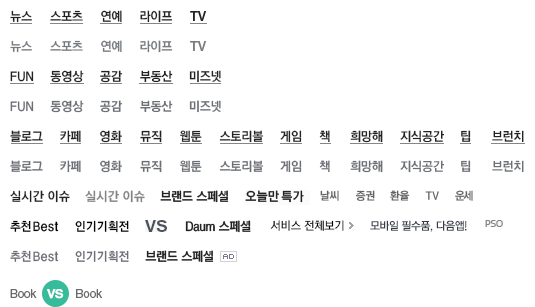 뉴스 스포츠 연예 라이프 TV
뉴스 스포츠 연예 라이프 TV
FUN 동영상 공감 부동산 미즈넷
FUN 동영상 공감 부동산 미즈넷
블로그 카페 영화 뮤직 웹툰 스토리볼 게임 책 희망해 지식공간 팁 브런치
블로그 카페 영화 뮤직 웹툰 스토리볼 게임 책 희망해 지식공간 팁 브런치
실시간 이슈 실시간 이슈 브랜드 스페셜 오늘만 특가 날씨 증권 환율 TV 운세
추천Best 인기기획전 VS Daum 스페셜 서비스 전체보기 > 모바일 필수품, 다음앱! PSO
추천Best 인기기획전 브랜드 스페셜 AD
Book VS Book